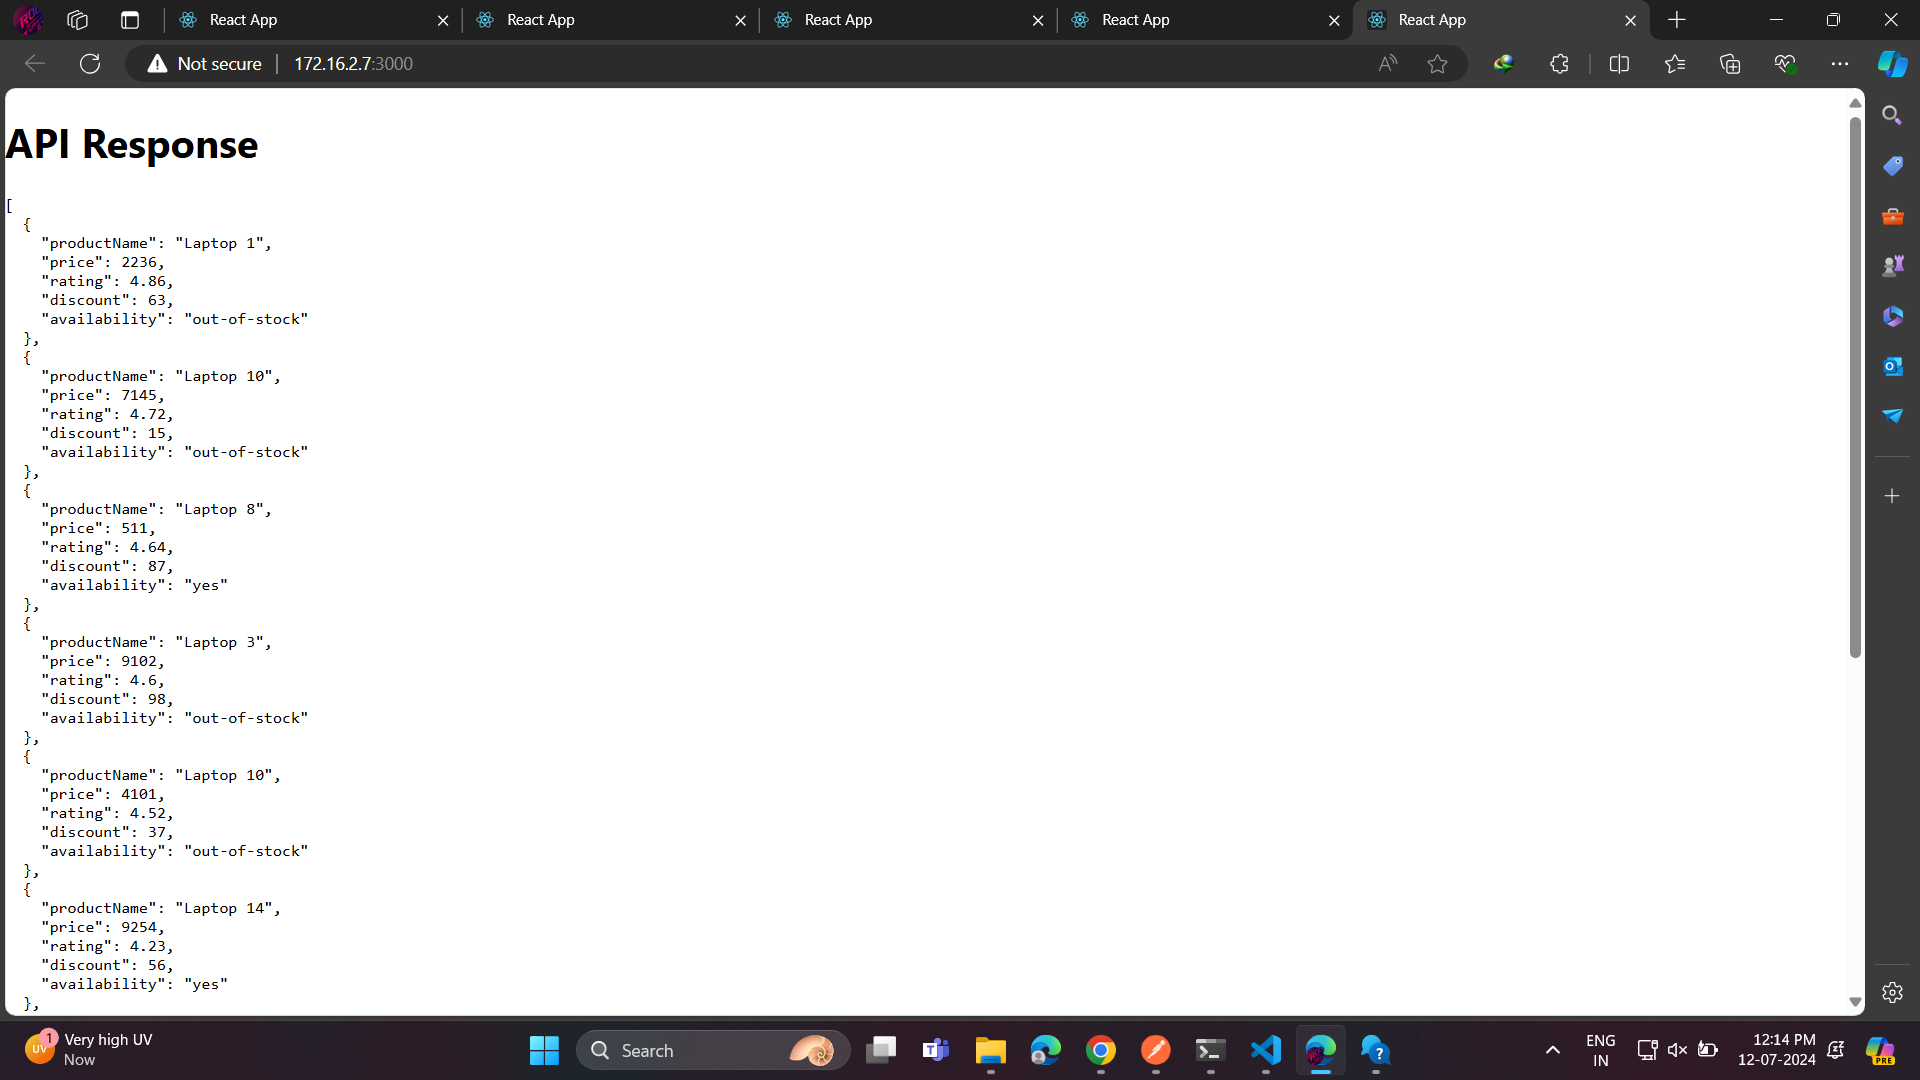 React App
React App
React App
React App
React App
Not secure
172.16.2.7:3000
API Response
[
{
"productName": "Laptop 1",
"price": 2236,
"rating": 4.86,
"discount": 63,
"availability": "out-of-stock"
},
{
"productName": "Laptop 10",
"price": 7145,
"rating": 4.72,
"discount": 15,
"availability": "out-of-stock"
},
{
"productName": "Laptop 8",
"price": 511,
"rating": 4.64,
"discount": 87,
"availability": "yes"
},
{
"productName": "Laptop 3",
"price": 9102,
"rating": 4.6,
"discount": 98,
"availability": "out-of-stock"
},
{
"productName": "Laptop 10",
"price": 4101,
"rating": 4.52,
"discount": 37,
"availability": "out-of-stock"
},
{
"productName": "Laptop 14",
"price": 9254,
"rating": 4.23,
"discount": 56,
"availability": "yes"
},
UV
1
Very high UV
Now
Search
ENG
IN
12:14 PM
12-07-2024
PRE